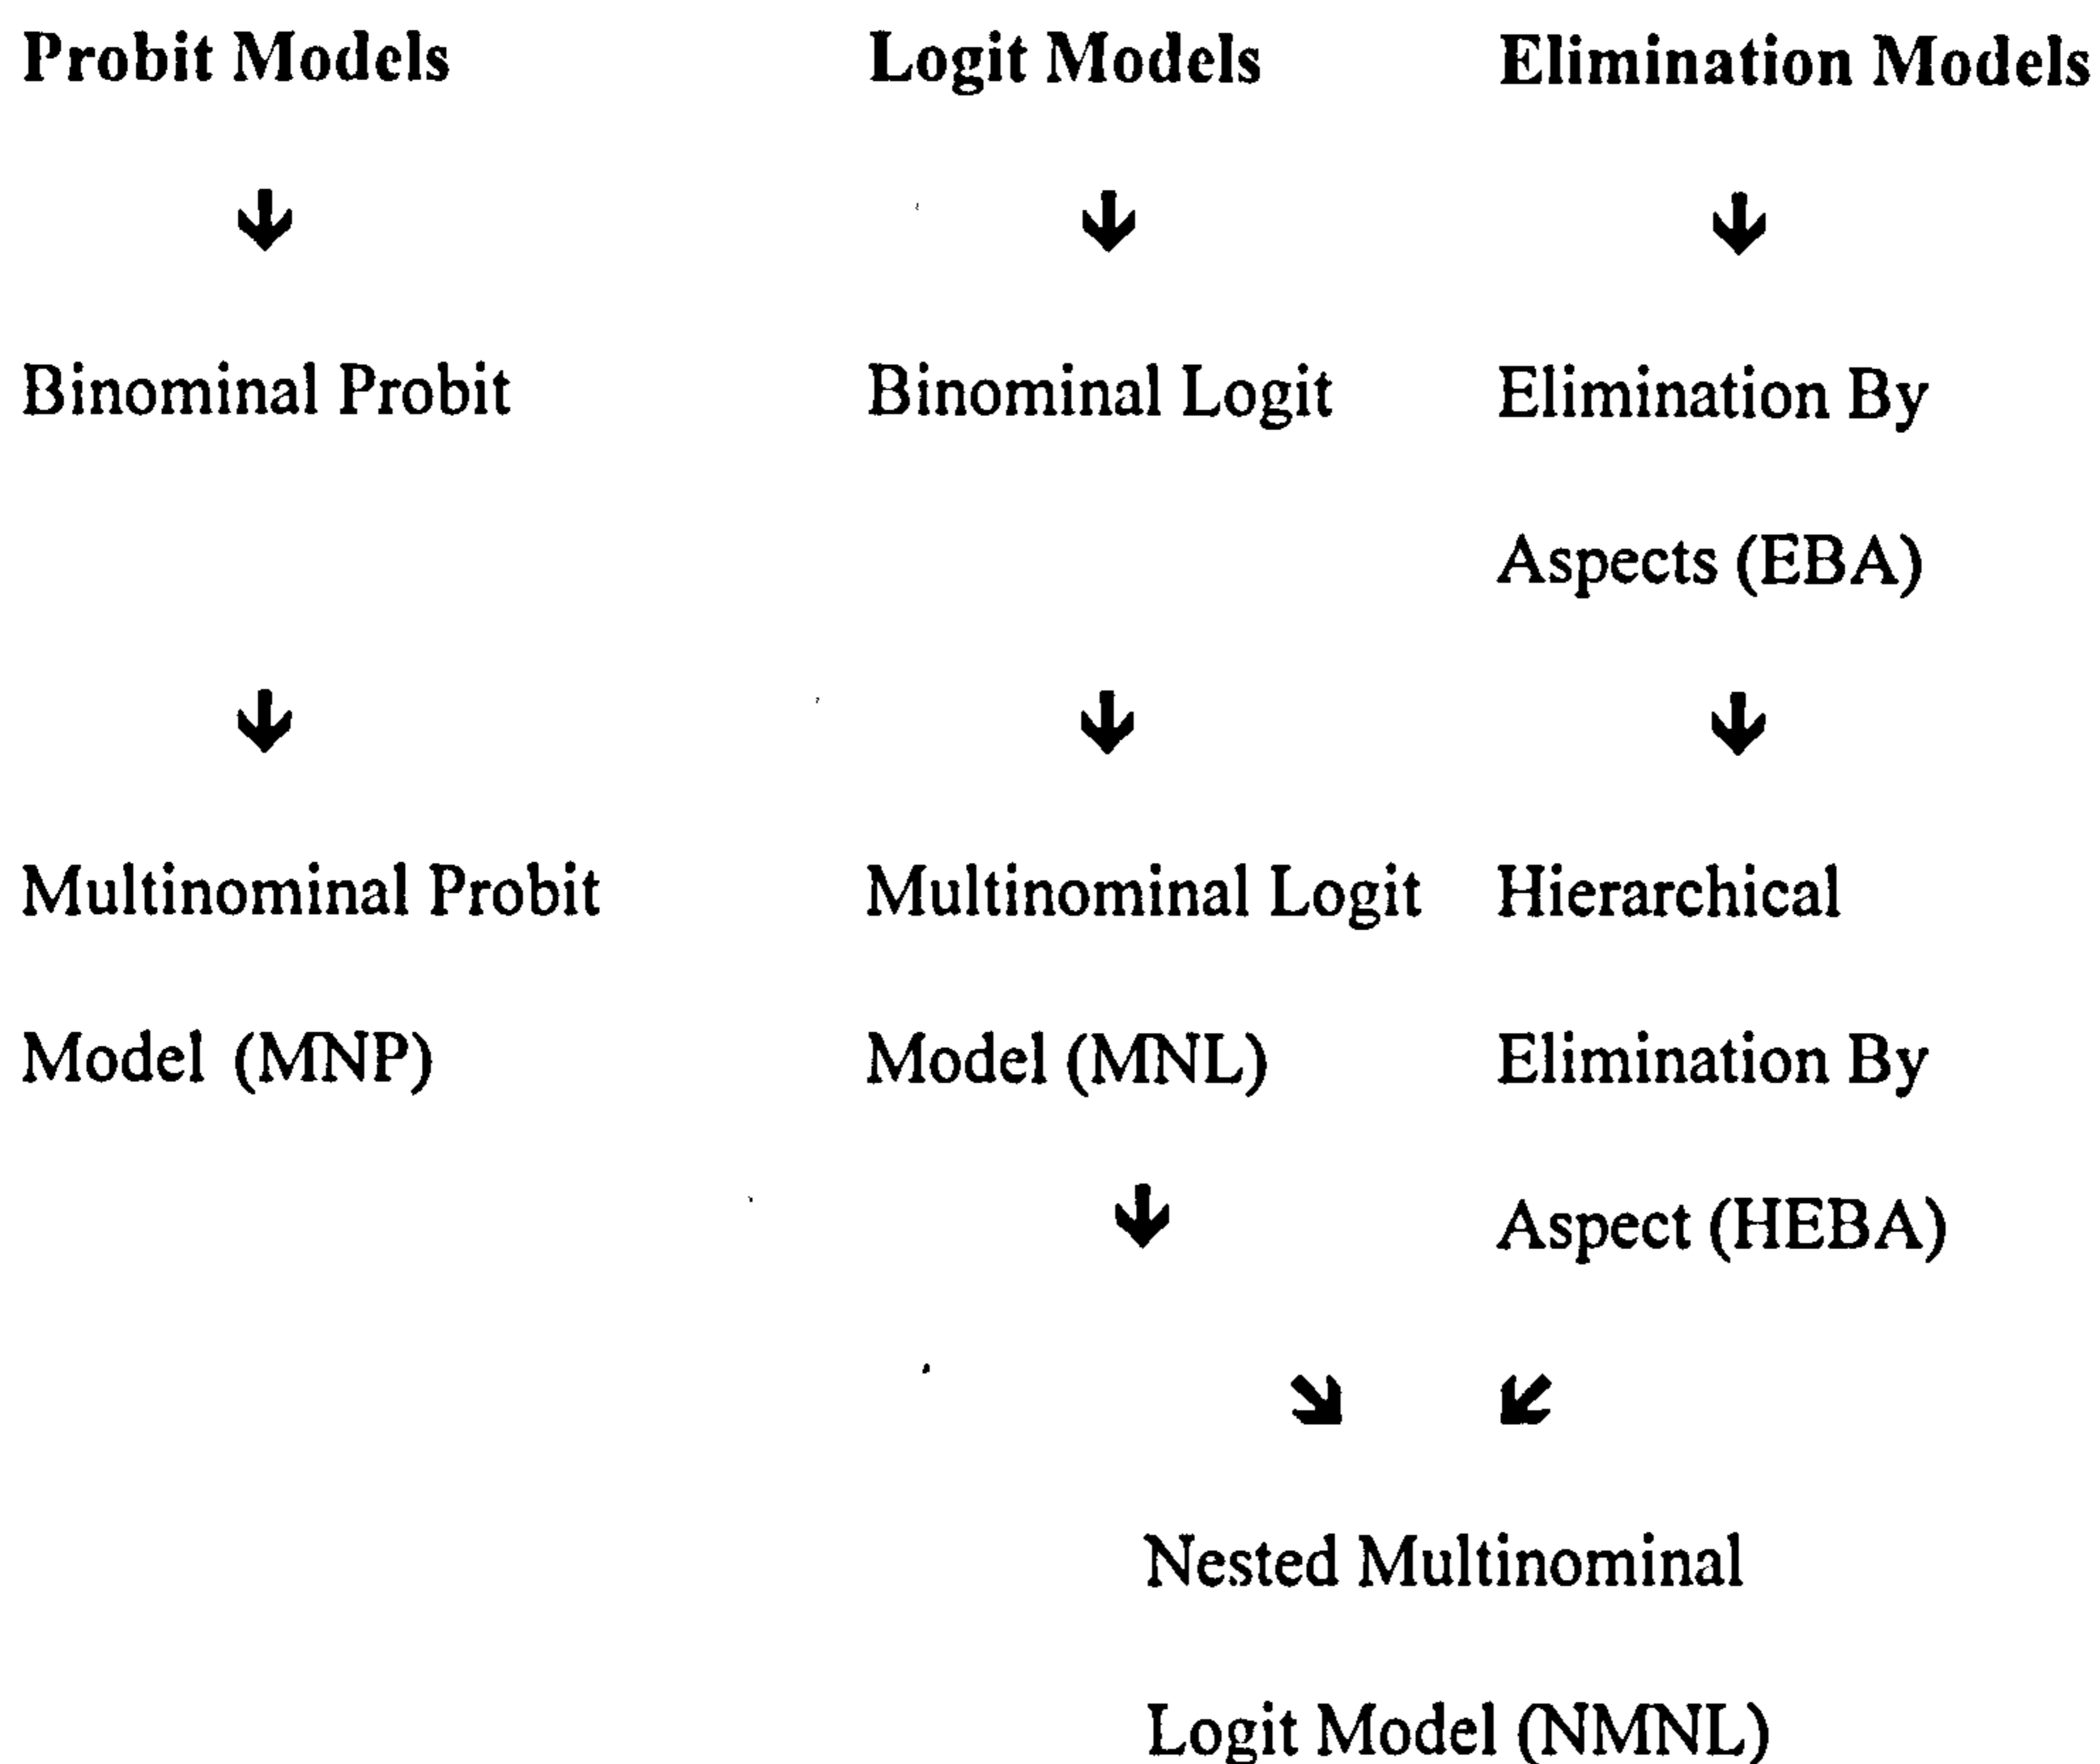 Probit Models
Logit Models
Elimination Models
Binominal Probit
Binominal Logit
Elimination By
Aspects (EBA)
Multinominal Probit
Model (MNP)
Multinominal Logit
Model (MNL)
Hierarchical
Elimination By
Aspect (HEBA)
Nested Multinominal
Logit Model (NMNL)